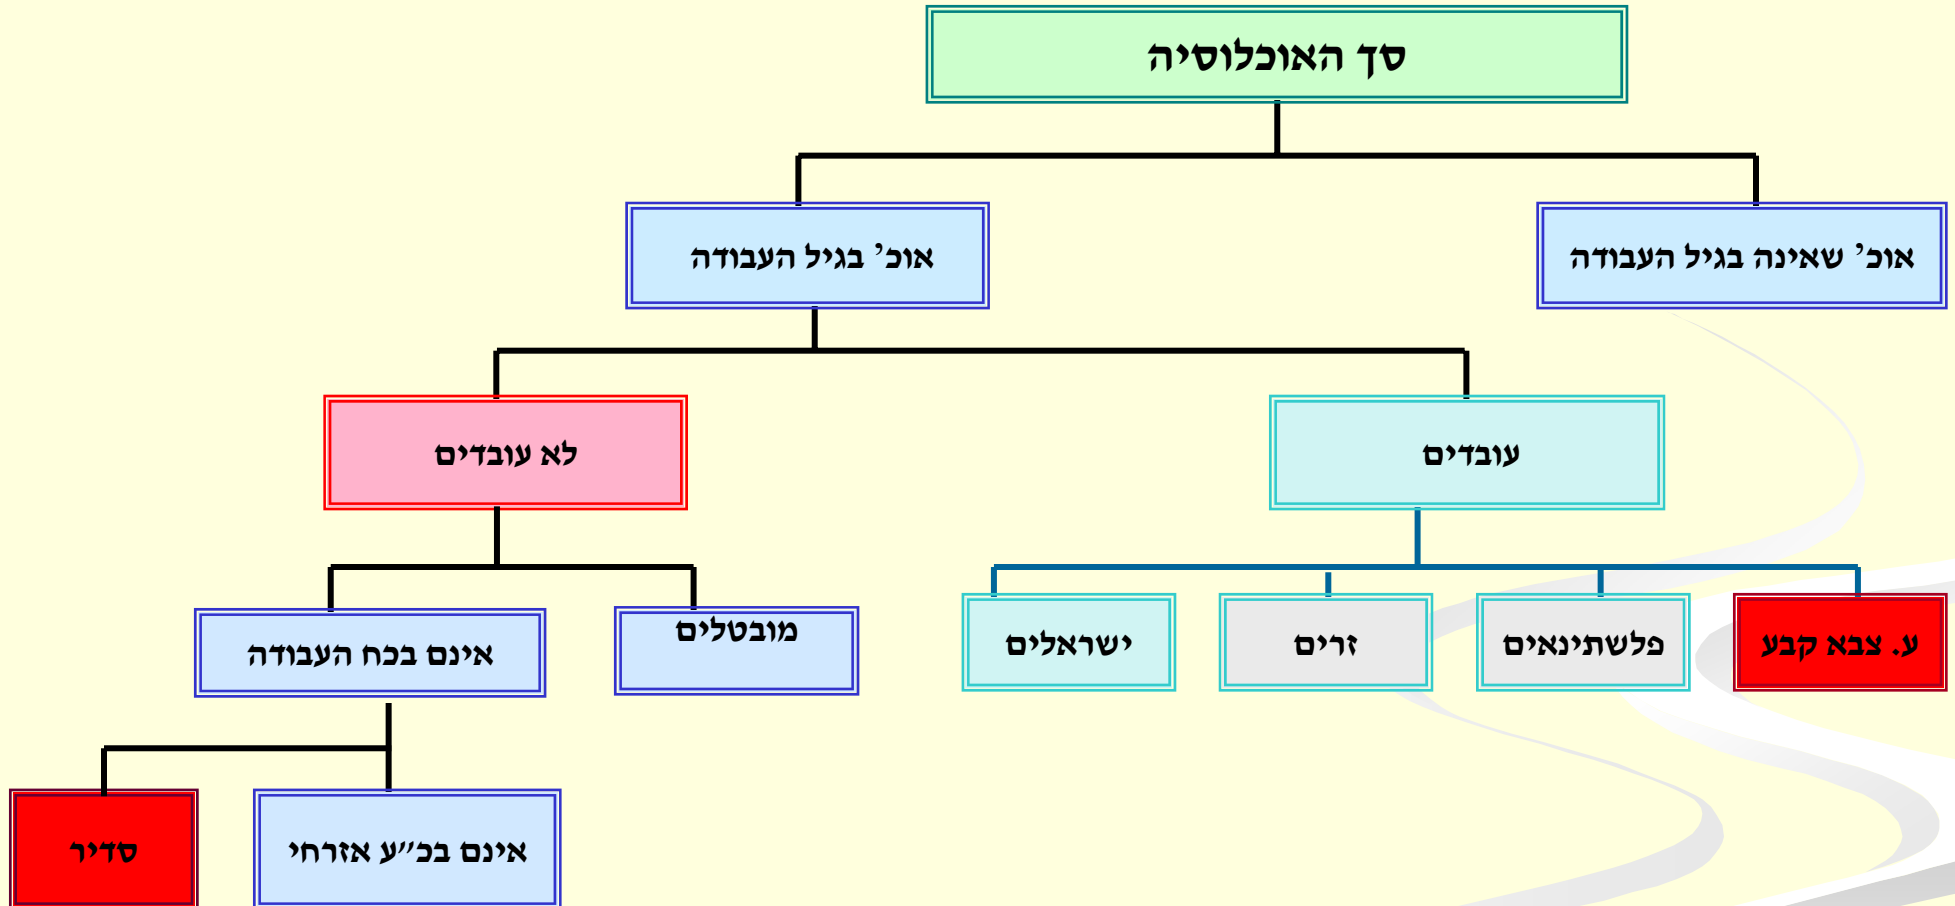 סך האוכלוסיה
אוכ' שאינה בגיל העבודה
אוכ' בגיל העבודה
עובדים
לא עובדים
ע. צבא קבע
פלשתינאים
זרים
ישראלים
מובטלים
אינם בכח העבודה
אינם בכ"ע אזרחי
סדיר